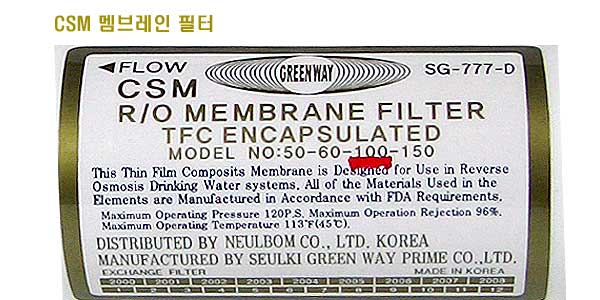 CSM 멤브레인 필터
◀FLOW
GREENWAY
SG-777-D
CSM
R/O MEMBRANE FILTER
TFC ENCAPSULATED
MODEL NO:50-60-100-150
This Thin Film Composits Membrane is Designed for Use in Reverse
Osmosis Drinking Water systems. All of the Materials Used in the
Elements are Manufactured in Accordance with FDA Requirements.
Maximum Operating Pressure 120P.S. Maximum Operation Rejection 96%.
Maximum Operating Temperature 113°F(45℃).
DISTRIBUTED BY NEULBOM CO., LTD. KOREA
MANUFACTURED BY SEULKI GREEN WAY PRIME CO.,LTD.
EXCHANGE FILTER MADE IN KOREA
2000 2001 2002 2003 2004 2005 2006 2007 2008
1 2 3 4 5 6 7 8 9 10 11 12